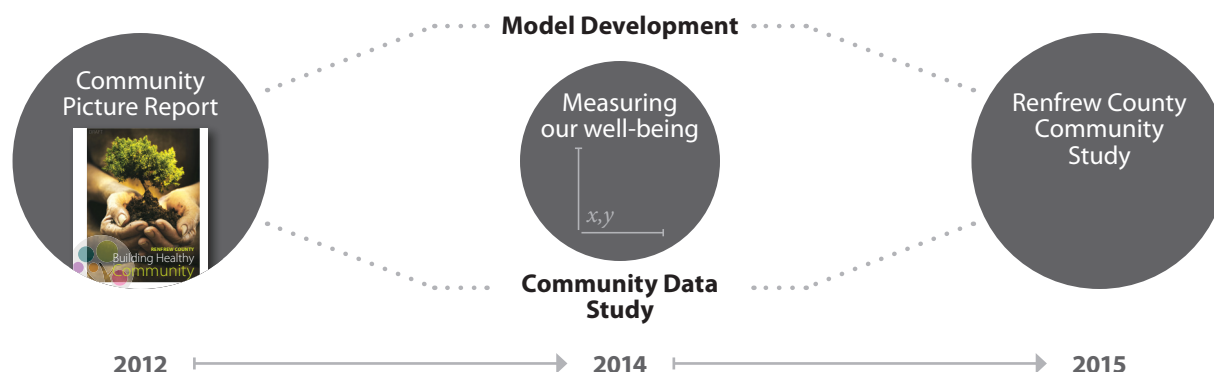 Model Development
Community
Picture Report
RENFREW COUNTY
Building Healthy
Community
Measuring
our well-being
x,y
Renfrew County
Community
Study
Community Data
Study
2012
2014
2015